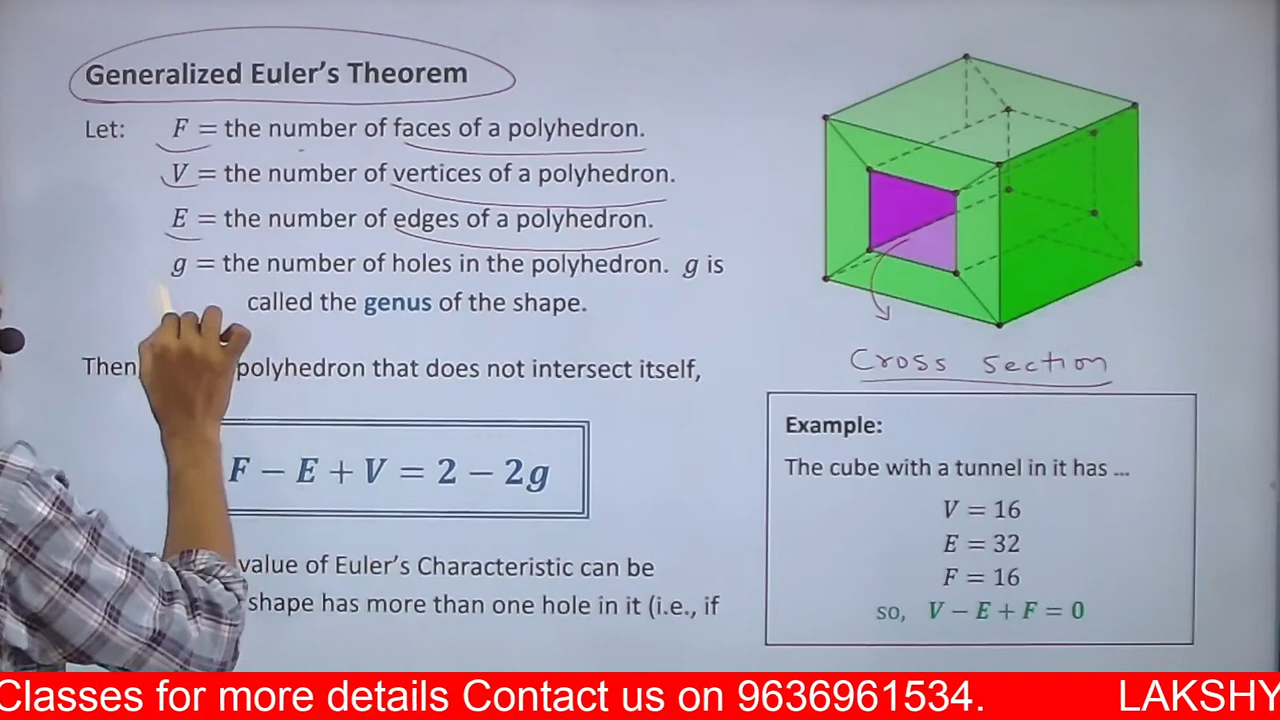 Generalized Euler's Theorem
Let: F = the number of faces of a polyhedron.
V = the number of vertices of a polyhedron.
E = the number of edges of a polyhedron.
g = the number of holes in the polyhedron. g is
called the genus of the shape.
Then polyhedron that does not intersect itself,
F − E + V = 2 − 2g
value of Euler's Characteristic can be
shape has more than one hole in it (i.e., if
Cross section
Example:
The cube with a tunnel in it has ...
V = 16
E = 32
F = 16
so, V − E + F = 0
Classes for more details Contact us on 9636961534. LAKSHY